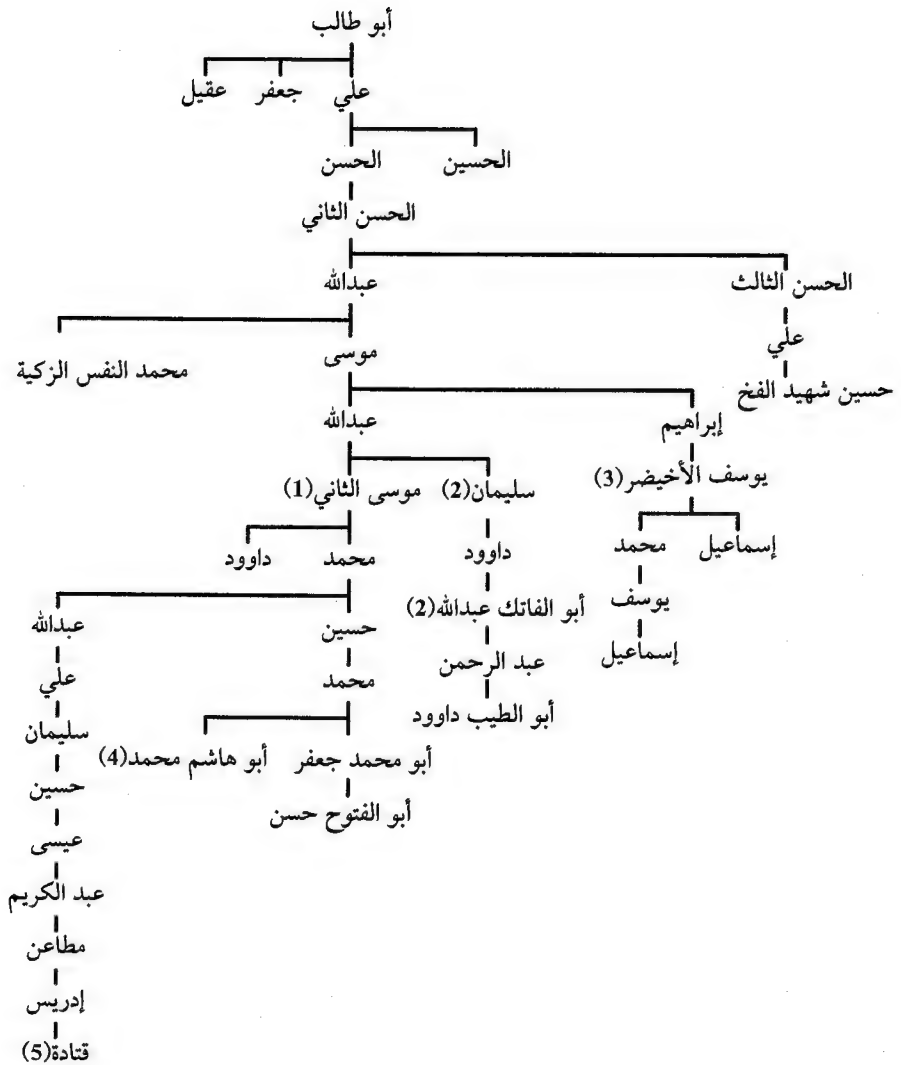 أبو طالب
علي جعفر عقيل
الحسين الحسن
الحسن الثاني
الحسن الثالث عبدالله
علي
موسى محمد النفس الزكية
حسين شهيد الفخ
إبراهيم عبدالله
يوسف الأخيضر(3) سليمان(2) موسى الثاني(1)
إسماعيل محمد داوود محمد داوود
يوسف أبو الفاتك عبدالله(2) حسين عبدالله
إسماعيل عبد الرحمن محمد علي
أبو الطيب داوود سليمان
أبو محمد جعفر أبو هاشم محمد(4)
حسين
أبو الفتوح حسن
عيسى
عبد الكريم
مطاعن
إدريس
قتادة(5)